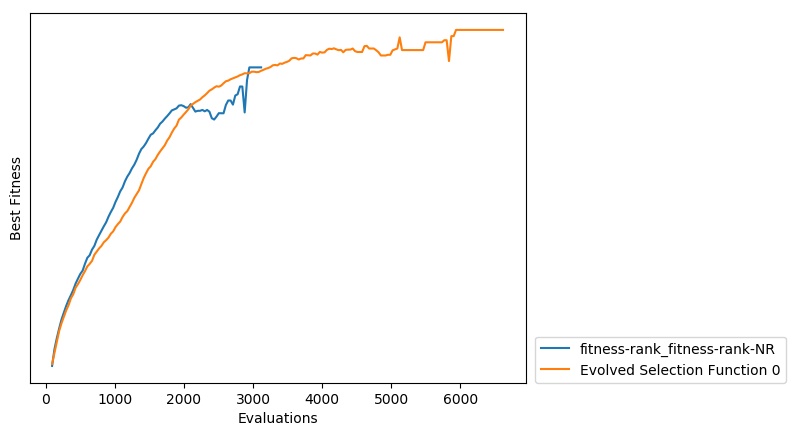 Best Fitness
0 1000 2000 3000 4000 5000 6000
Evaluations
fitness-rank_fitness-rank-NR
Evolved Selection Function 0